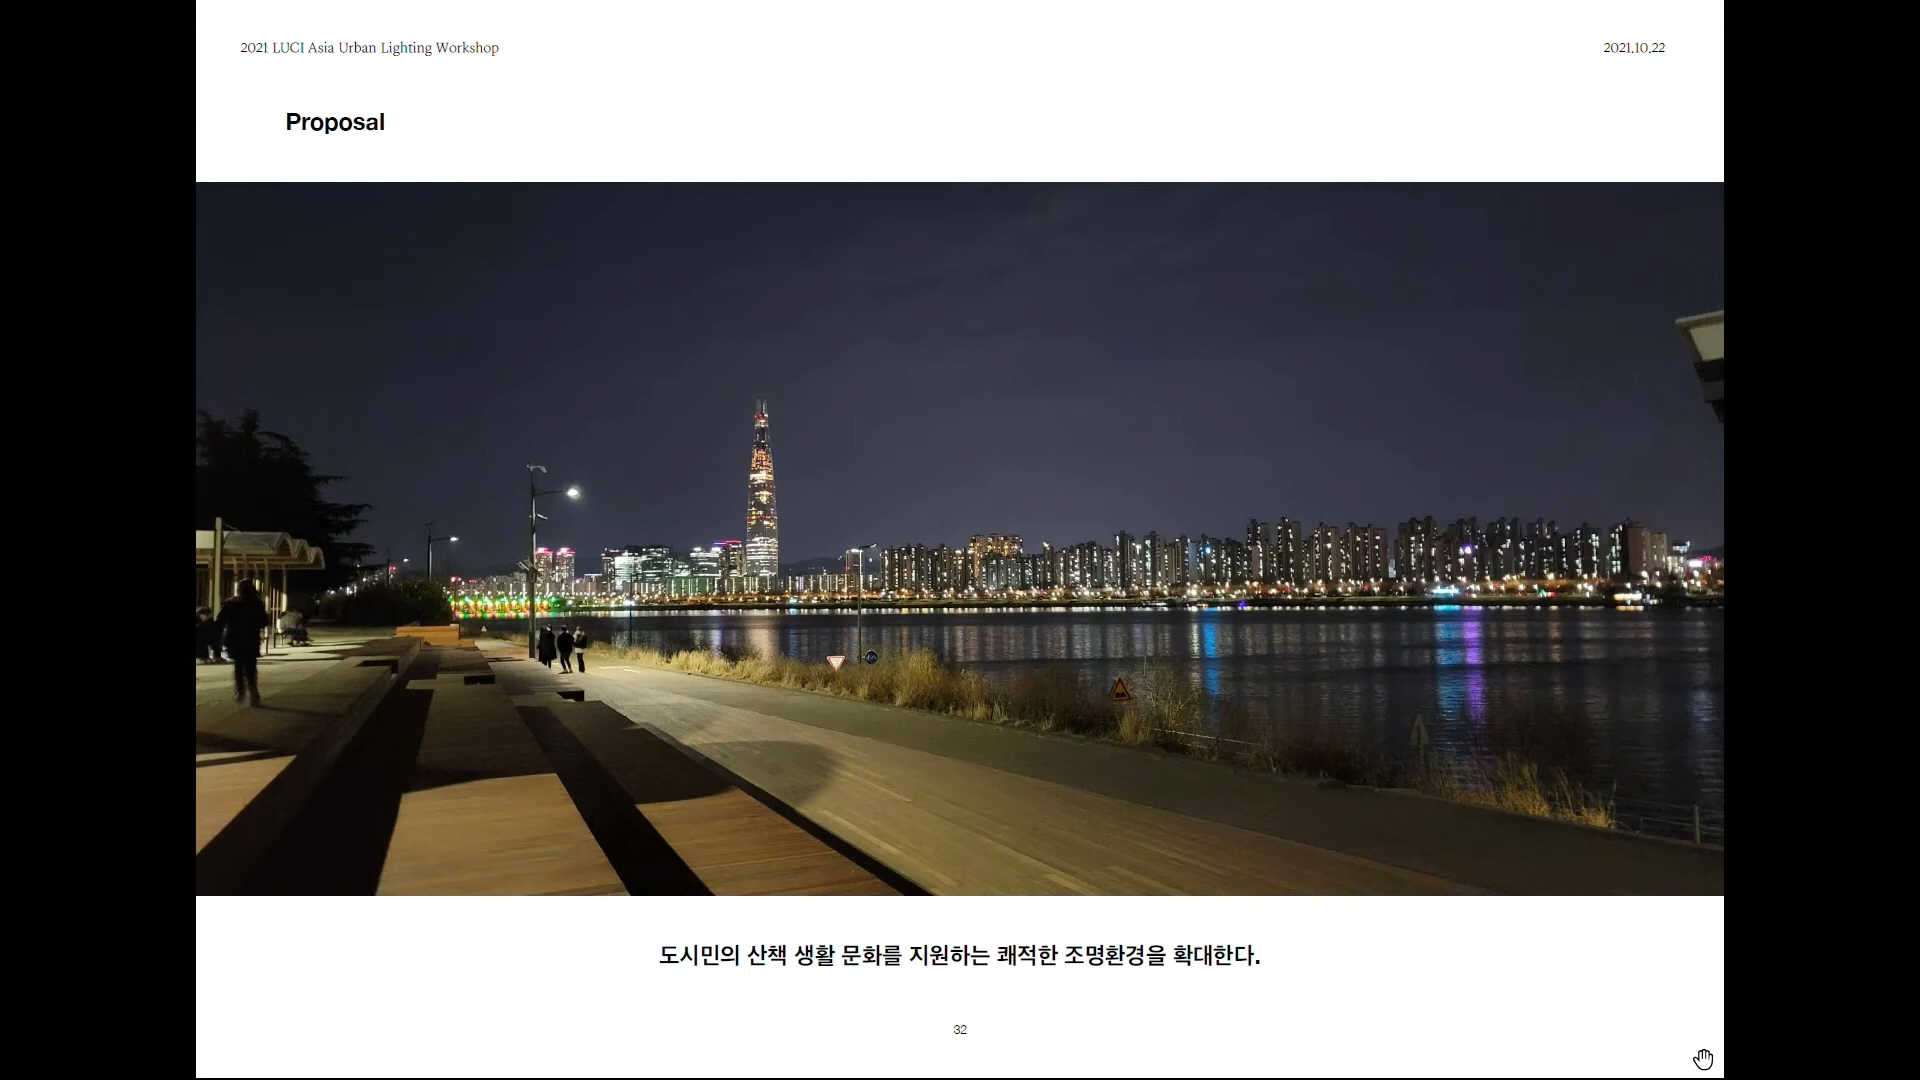 2021 LUCI Asia Urban Lighting Workshop
2021.10.22
Proposal
도시민의 산책 생활 문화를 지원하는 쾌적한 조명환경을 확대한다.
32